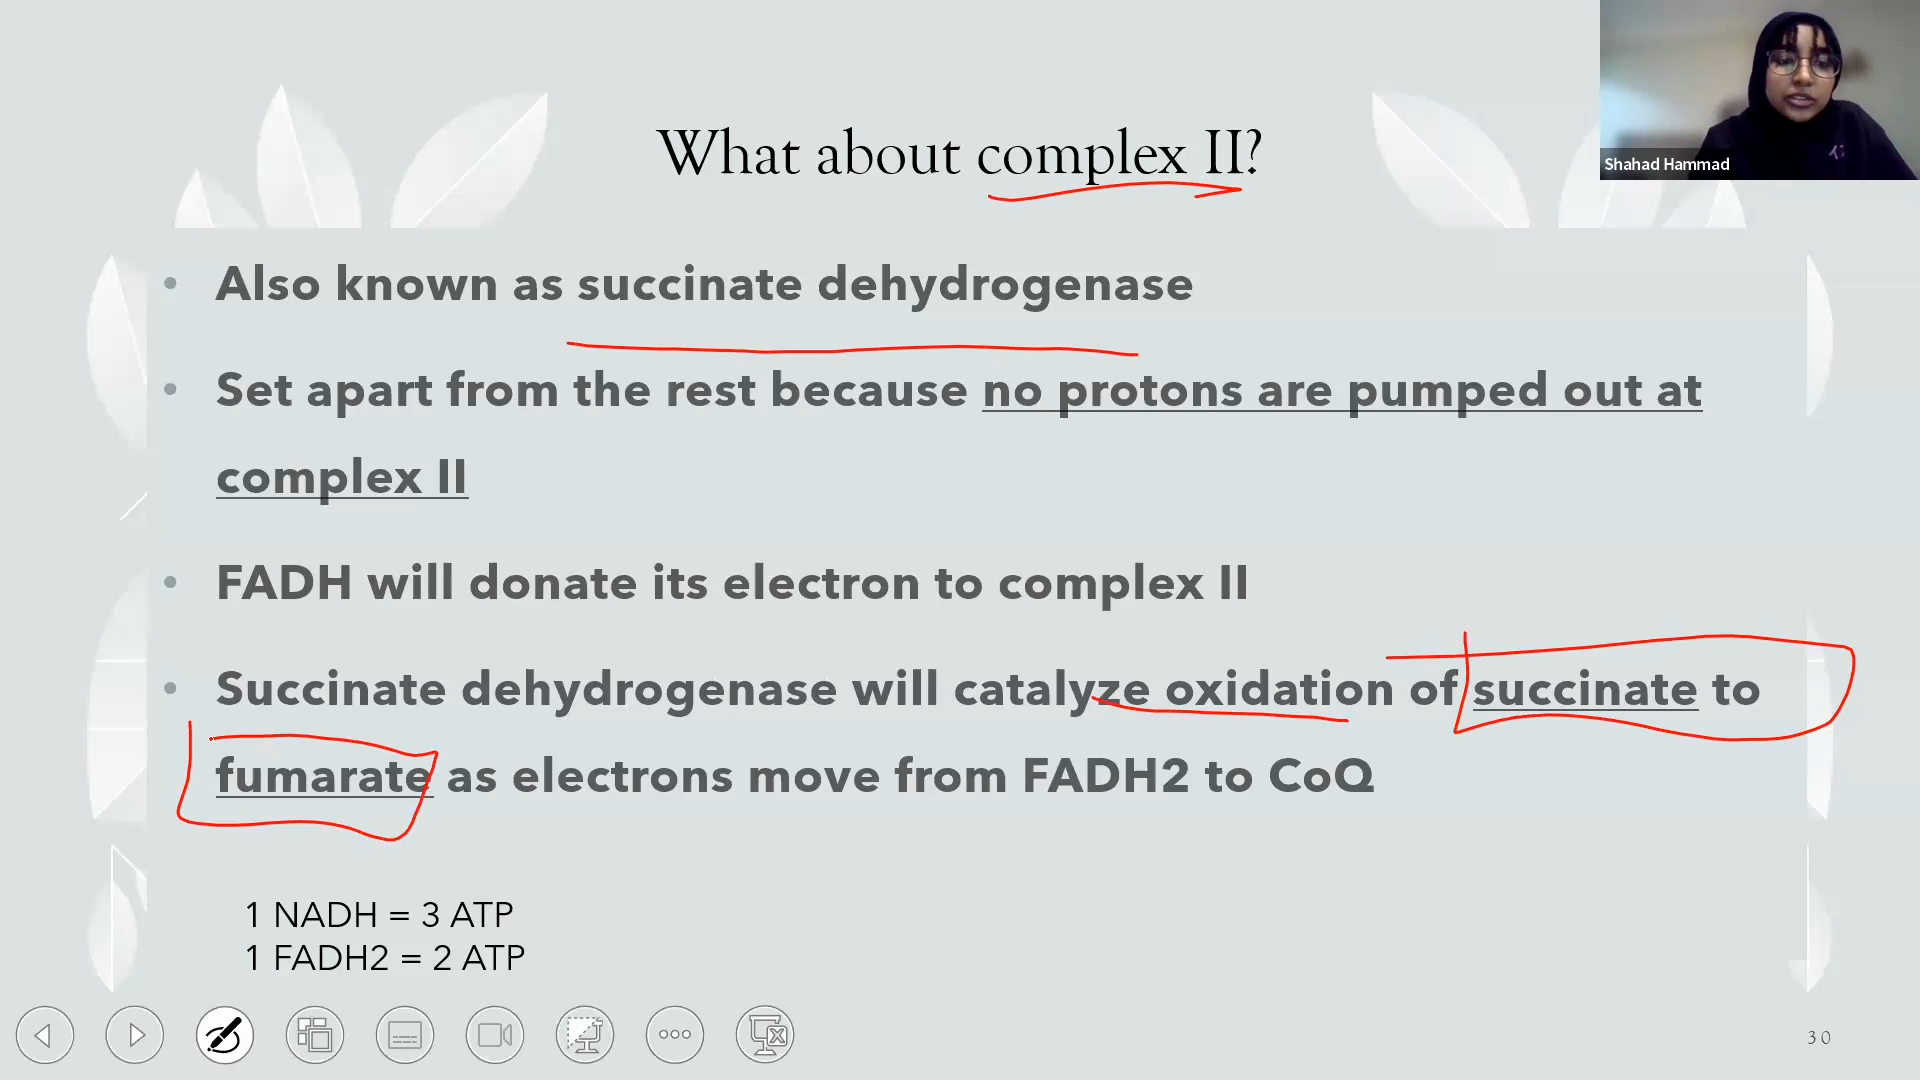 What about complex II?
Shahad Hammad
• Also known as succinate dehydrogenase
• Set apart from the rest because no protons are pumped out at
complex II
• FADH will donate its electron to complex II
• Succinate dehydrogenase will catalyze oxidation of succinate to
fumarate as electrons move from FADH2 to CoQ
1 NADH = 3 ATP
1 FADH2 = 2 ATP
30